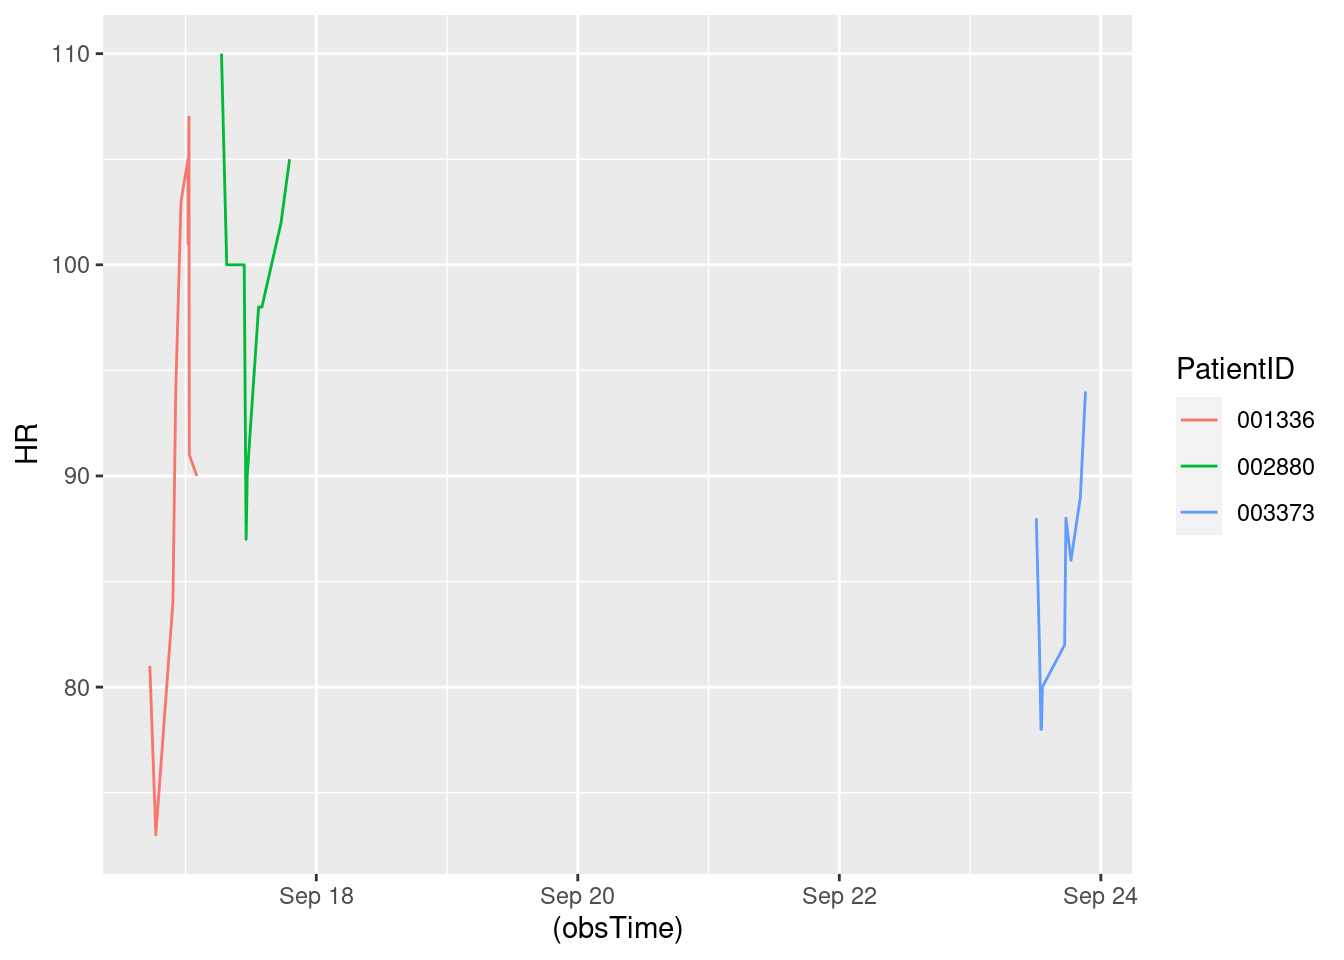 110
100
90
80
HR
Sep 18
Sep 20
Sep 22
Sep 24
(obsTime)
PatientID
001336
002880
003373